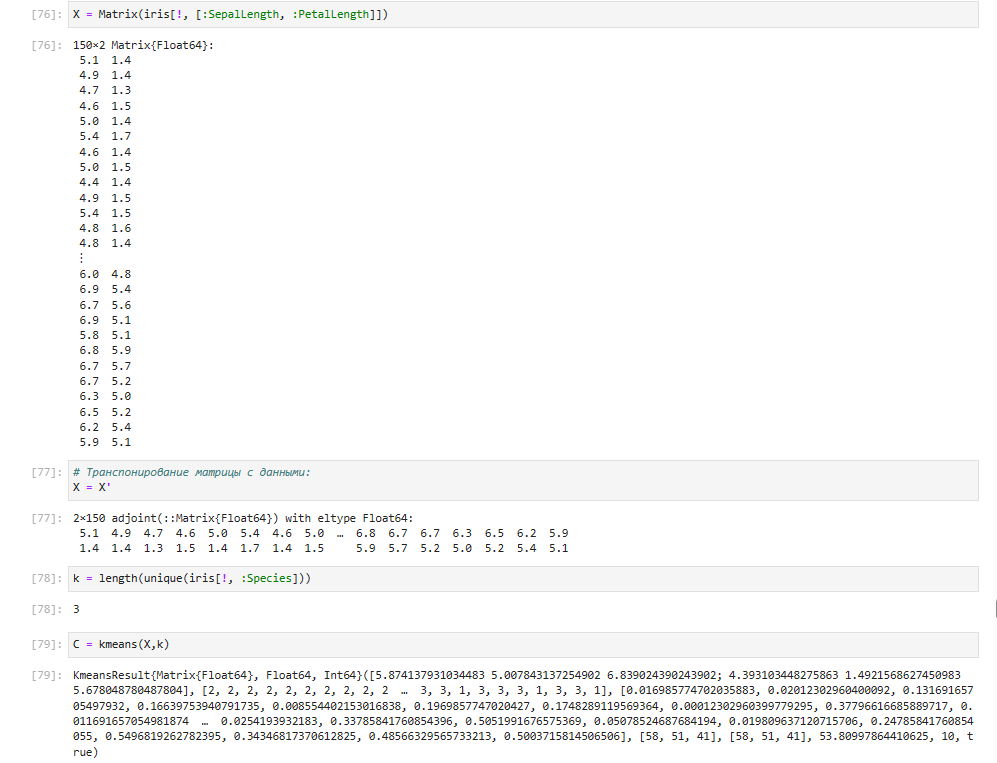 [76]: X = Matrix(iris[!, [:SepalLength, :PetalLength]])
[76]: 150×2 Matrix{Float64}:
5.1 1.4
4.9 1.4
4.7 1.3
4.6 1.5
5.0 1.4
5.4 1.7
4.6 1.4
5.0 1.5
4.4 1.4
4.9 1.5
5.4 1.5
4.8 1.6
4.8 1.4
⋮
6.0 4.8
6.9 5.4
6.7 5.6
6.9 5.1
5.8 5.1
6.8 5.9
6.7 5.7
6.7 5.2
6.3 5.0
6.5 5.2
6.2 5.4
5.9 5.1
[77]: # Транспонирование матрицы с данными:
X = X'
[77]: 2×150 adjoint(::Matrix{Float64}) with eltype Float64:
5.1 4.9 4.7 4.6 5.0 5.4 4.6 5.0 … 6.8 6.7 6.7 6.3 6.5 6.2 5.9
1.4 1.4 1.3 1.5 1.4 1.7 1.4 1.5 5.9 5.7 5.2 5.0 5.2 5.4 5.1
[78]: k = length(unique(iris[!, :Species]))
[78]: 3
[79]: C = kmeans(X,k)
[79]: KmeansResult{Matrix{Float64}, Float64, Int64}([5.874137931034483 5.007843137254902 6.839024390243902; 4.393103448275863 1.4921568627450983
5.678048780487804], [2, 2, 2, 2, 2, 2, 2, 2, 2, 2 … 3, 3, 1, 3, 3, 3, 1, 3, 3, 1], [0.016985774702035883, 0.02012302960400092, 0.131691657
05497932, 0.16639753940791735, 0.008554402153016838, 0.1969857747020427, 0.1748289119569364, 0.00012302960399779295, 0.37796616685889717, 0.
011691657054981874 … 0.0254193932183, 0.33785841760854396, 0.5051991676575369, 0.05078524687684194, 0.019809637120715706, 0.24785841760854
055, 0.5496819262782395, 0.34346817370612825, 0.48566329565733213, 0.5003715814506506], [58, 51, 41], [58, 51, 41], 53.80997864410625, 10, t
rue)